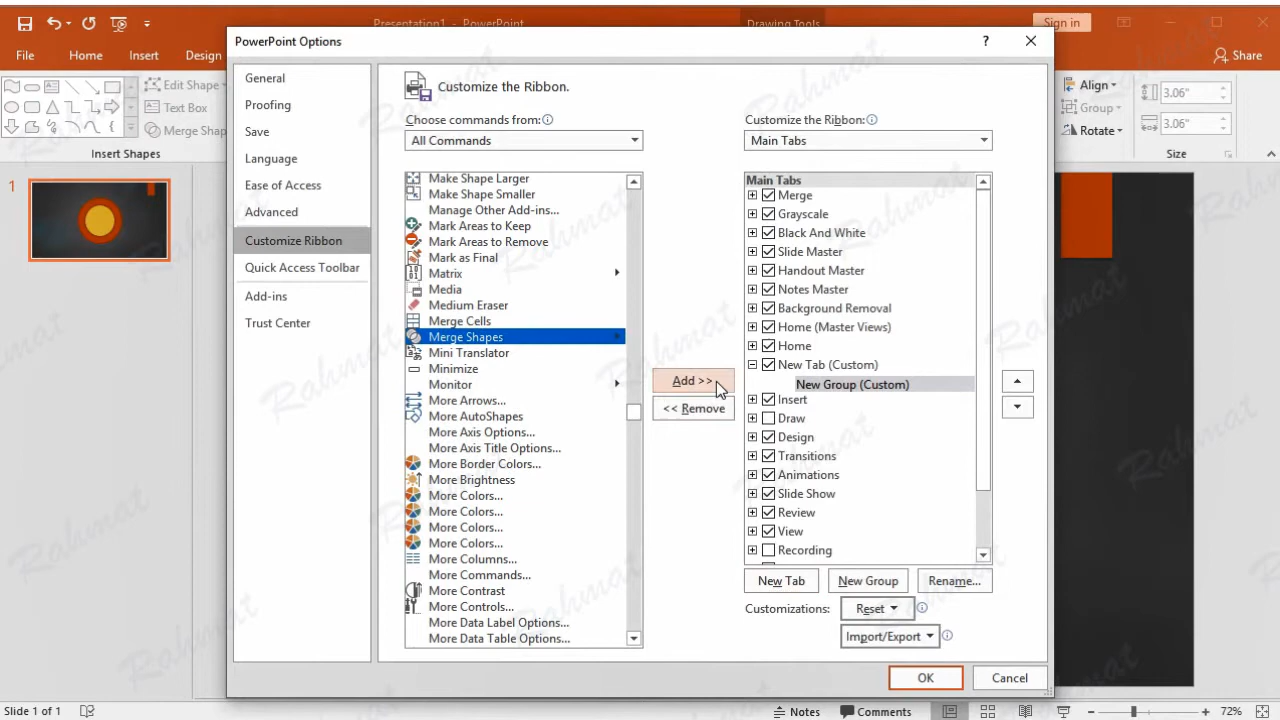 Presentation1 - PowerPoint
Drawing Tools
Sign in
File
Home
Insert
Design
Share
Edit Shape
Text Box
Merge Shap
Insert Shapes
Align
Group
Rotate
3.06"
3.06"
Size
1
PowerPoint Options
?
General
Proofing
Save
Language
Ease of Access
Advanced
Customize Ribbon
Quick Access Toolbar
Add-ins
Trust Center
Customize the Ribbon.
Choose commands from:
All Commands
Make Shape Larger
Make Shape Smaller
Manage Other Add-ins...
Mark Areas to Keep
Mark Areas to Remove
Mark as Final
Matrix
Media
Medium Eraser
Merge Cells
Merge Shapes
Mini Translator
Minimize
Monitor
More Arrows...
More AutoShapes
More Axis Options...
More Axis Title Options...
More Border Colors...
More Brightness
More Colors...
More Colors...
More Colors...
More Colors...
More Columns...
More Commands...
More Contrast
More Controls...
More Data Label Options...
More Data Table Options...
Add >>
<< Remove
Customize the Ribbon:
Main Tabs
Main Tabs
Merge
Grayscale
Black And White
Slide Master
Handout Master
Notes Master
Background Removal
Home (Master Views)
Home
New Tab (Custom)
New Group (Custom)
Insert
Draw
Design
Transitions
Animations
Slide Show
Review
View
Recording
New Tab
New Group
Rename...
Customizations:
Reset
Import/Export
OK
Cancel
Slide 1 of 1
Notes
Comments
72%
Rahmat